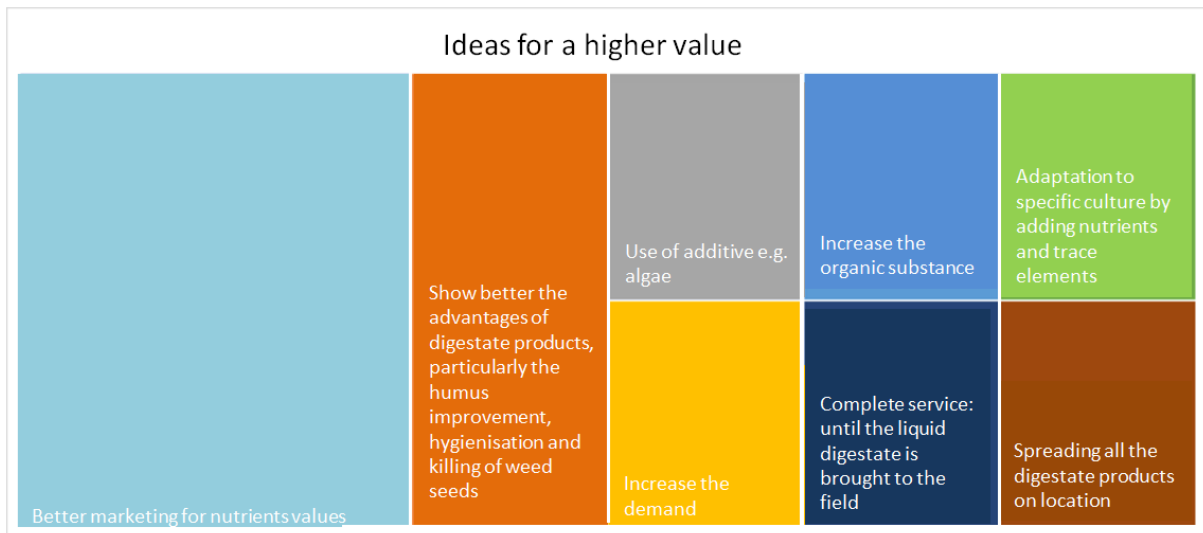 Ideas for a higher value
Better marketing for nutrients values
Show better the
advantages of
digestate products,
particularly the
humus
improvement,
hygienisation and
killing of weed
seeds
Use of additive e.g.
algae
Increase the
organic substance
Adaptation to
specific culture by
adding nutrients
and trace
elements
Increase the
demand
Complete service:
until the liquid
digestate is
brought to the
field
Spreading all the
digestate products
on location